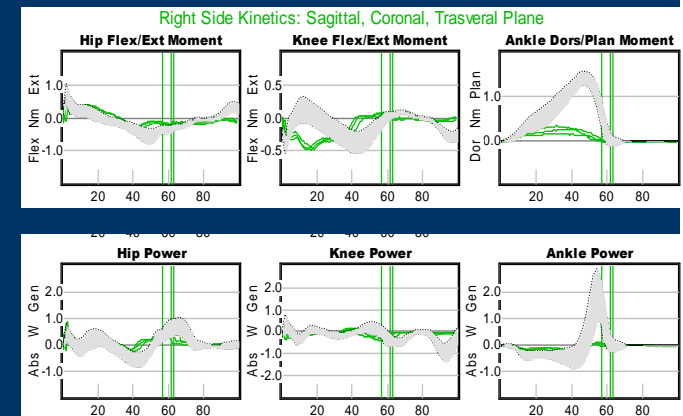 Right Side Kinetics: Sagittal, Coronal, Trasveral Plane
Hip Flex/Ext Moment Knee Flex/Ext Moment Ankle Dors/Plan Moment
Flex Nm Ext
1.0
0.0
-1.0
20 40 60 80
Flex Nm Ext
0.5
0.0
-0.5
20 40 60 80
Dor Nm Plan
1.0
0.0
20 40 60 80
Hip Power Knee Power Ankle Power
Abs W Gen
2.0
1.0
0.0
-1.0
20 40 60 80
Abs W Gen
2.0
1.0
0.0
-1.0
-2.0
20 40 60 80
Abs W Gen
2.0
1.0
0.0
-1.0
20 40 60 80